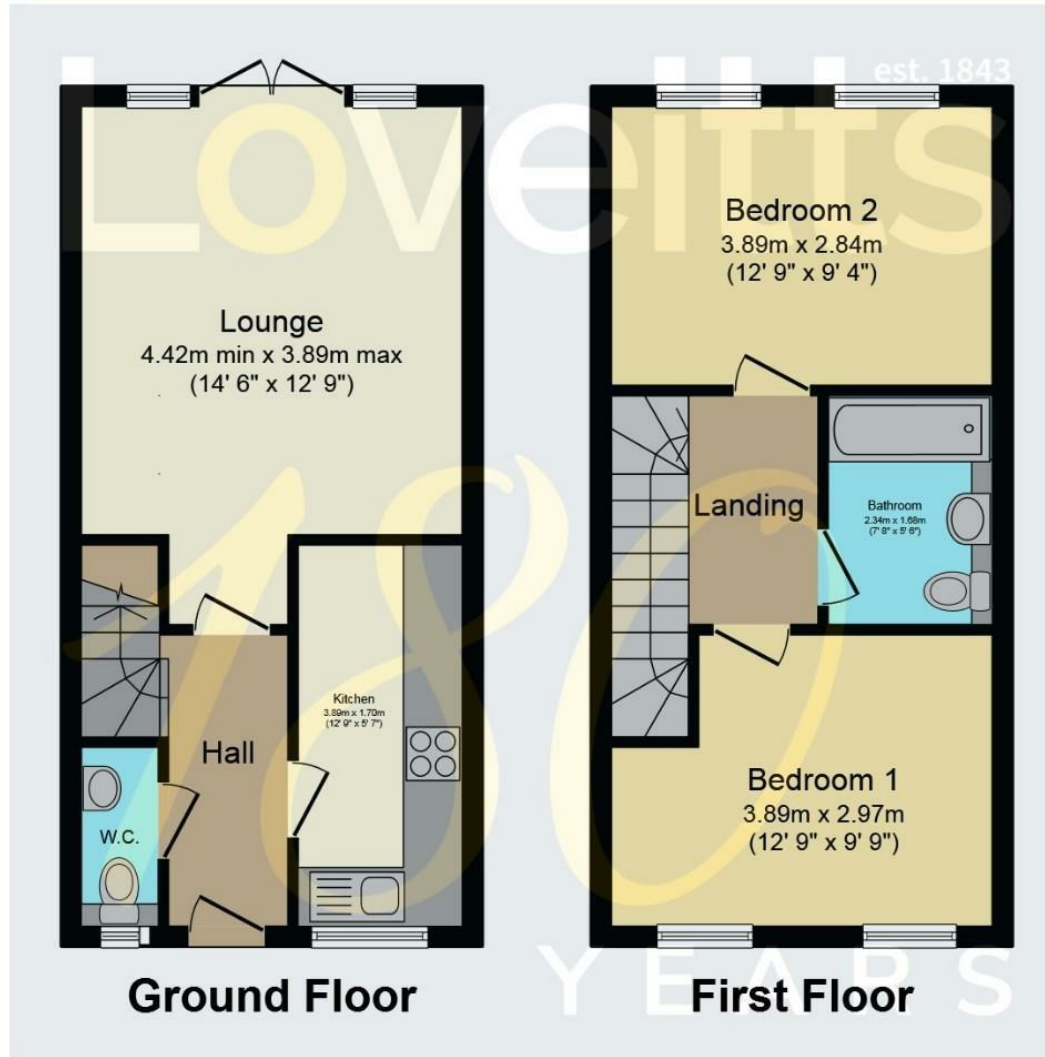 Loveitts
est. 1843
Lounge
4.42m min x 3.89m max
(14' 6" x 12' 9")
Kitchen
3.89m x 1.70m
(12' 9" x 5' 7")
Hall
W.C.
Ground Floor
Bedroom 2
3.89m x 2.84m
(12' 9" x 9' 4")
Landing
Bathroom
2.34m x 1.68m
(7' 8" x 5' 6")
Bedroom 1
3.89m x 2.97m
(12' 9" x 9' 9")
First Floor
180
YEARS